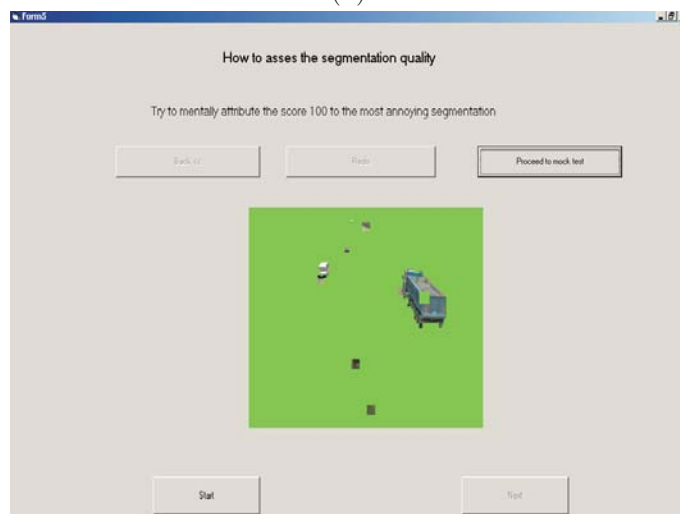 Form5
How to asses the segmentation quality
Try to mentally attribute the score 100 to the most annoying segmentation
Proceed to mock test
Start
Next